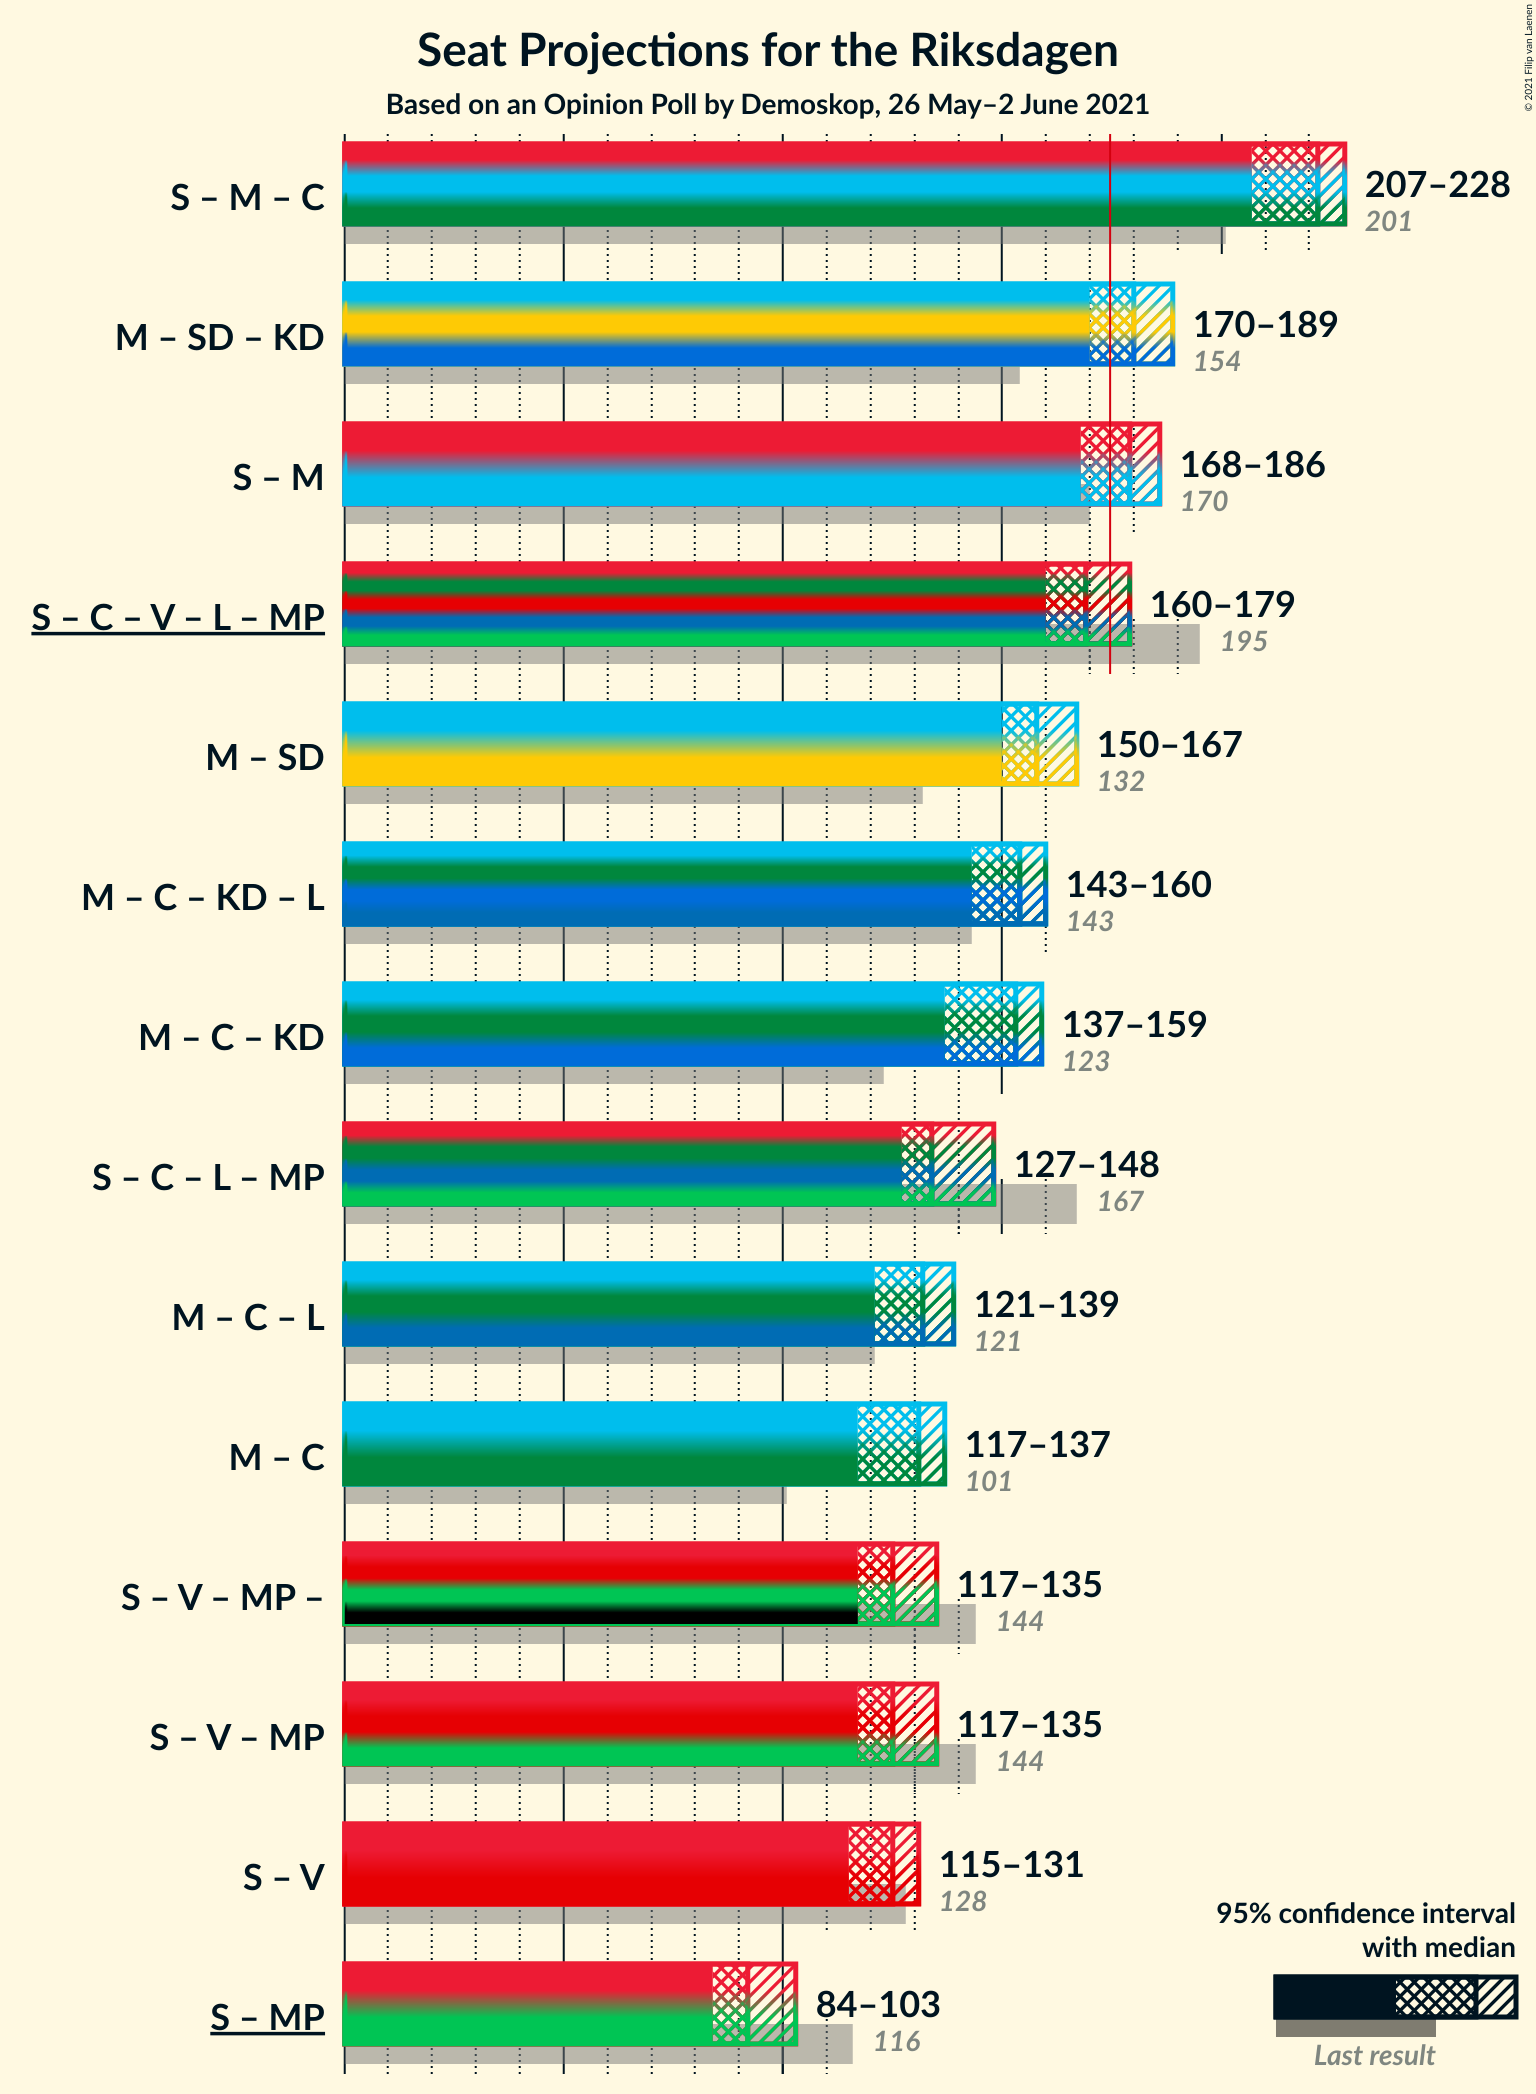 Seat Projections for the Riksdagen
Based on an Opinion Poll by Demoskop, 26 May–2 June 2021
© 2021 Filip van Laenen
S – M – C
207–228
201
M – SD – KD
170–189
154
S – M
168–186
170
S – C – V – L – MP
160–179
195
M – SD
150–167
132
M – C – KD – L
143–160
143
M – C – KD
137–159
123
S – C – L – MP
127–148
167
M – C – L
121–139
121
M – C
117–137
101
S – V – MP –
117–135
144
S – V – MP
117–135
144
S – V
115–131
128
S – MP
84–103
116
95% confidence interval
with median
Last result